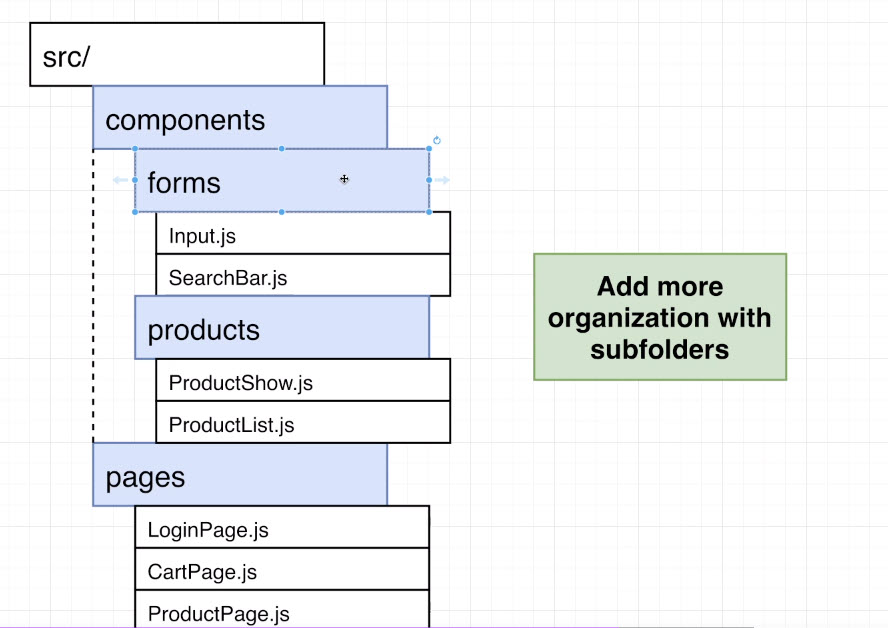 src/
components
forms
Input.js
SearchBar.js
products
ProductShow.js
ProductList.js
pages
LoginPage.js
CartPage.js
ProductPage.js
Add more
organization with
subfolders